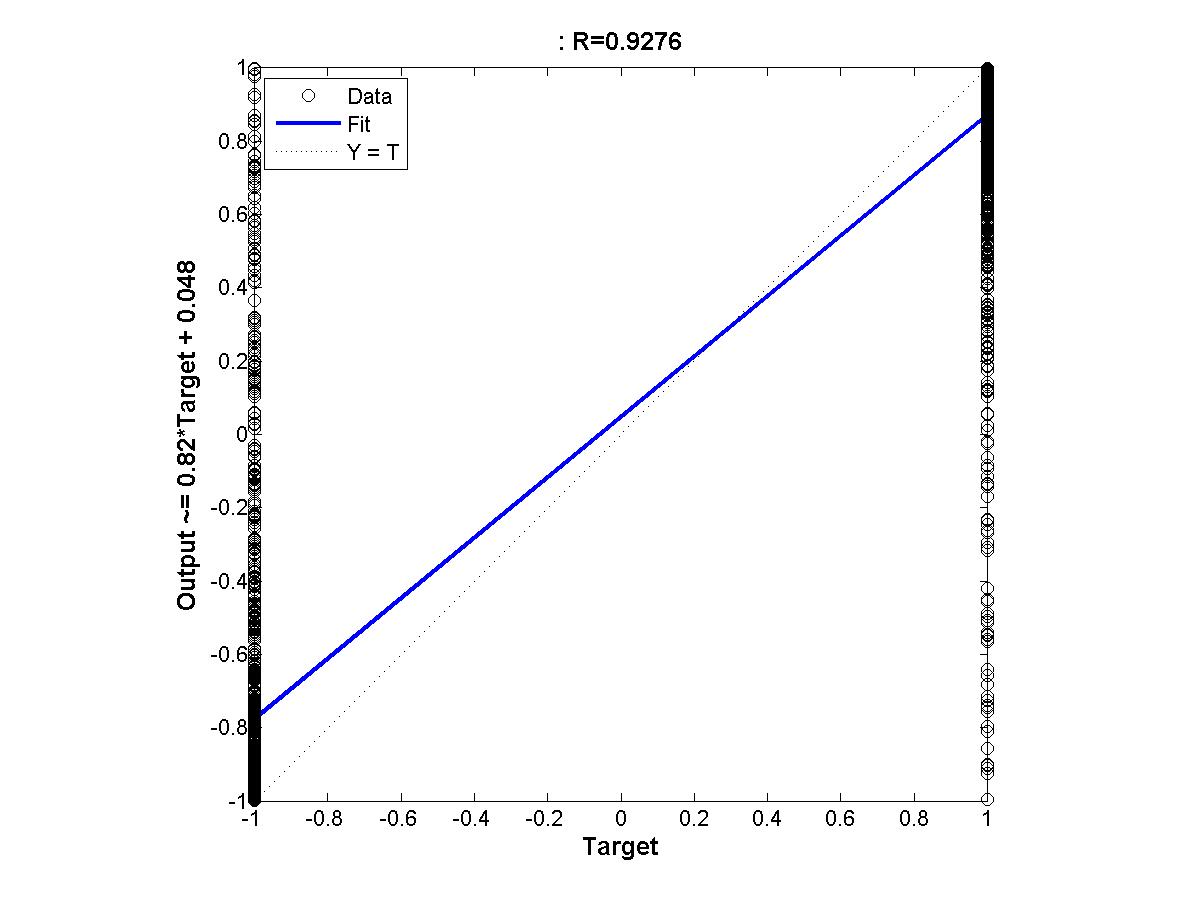 : R=0.9276
Data
Fit
Y = T
1
0.8
0.6
0.4
0.2
0
-0.2
-0.4
-0.6
-0.8
-1
Output ~= 0.82*Target + 0.048
-1 -0.8 -0.6 -0.4 -0.2 0 0.2 0.4 0.6 0.8 1
Target